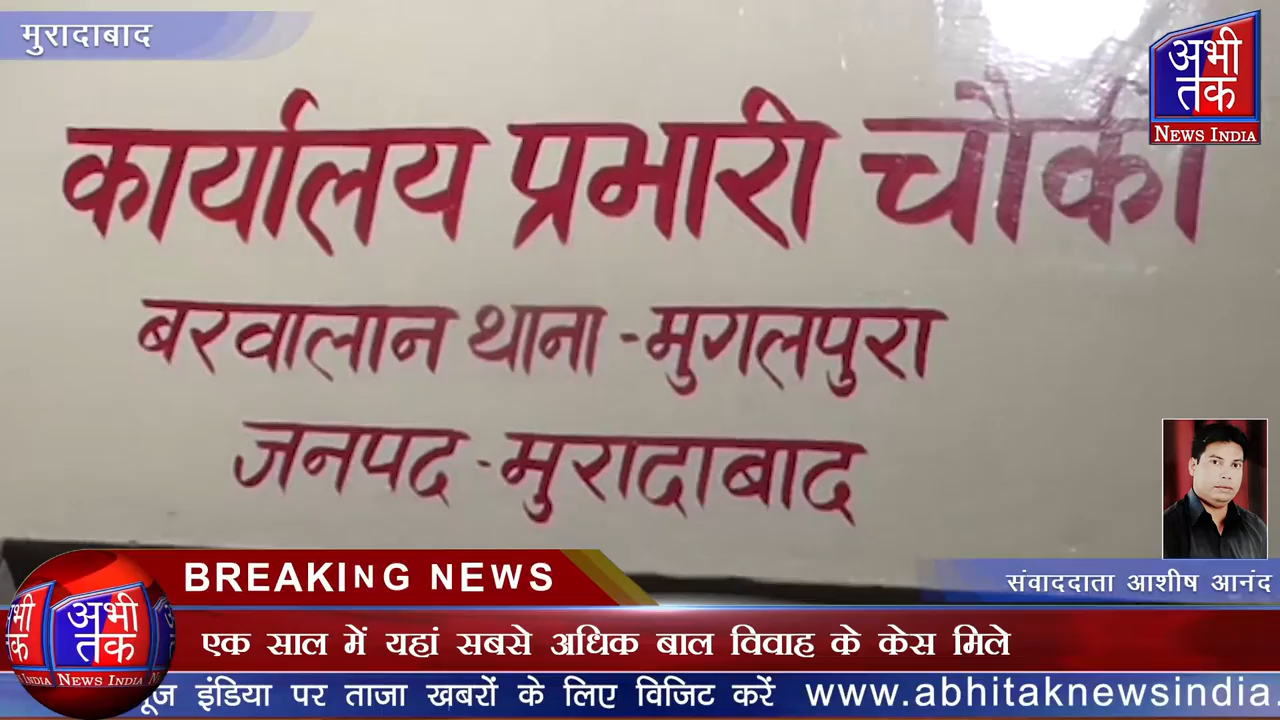 मुरादाबाद
अभी
तक
NEWS INDIA
कार्यालय प्रभारी चौकी
बरवालान थाना - मुगलपुरा
जनपद - मुरादाबाद
BREAKING NEWS
संवाददाता आशीष आनंद
अभी
तक
NEWS INDIA
एक साल में यहां सबसे अधिक बाल विवाह के केस मिले
इंडिया पर ताजा खबरों के लिए विजिट करें www.abhitaknewsindia.